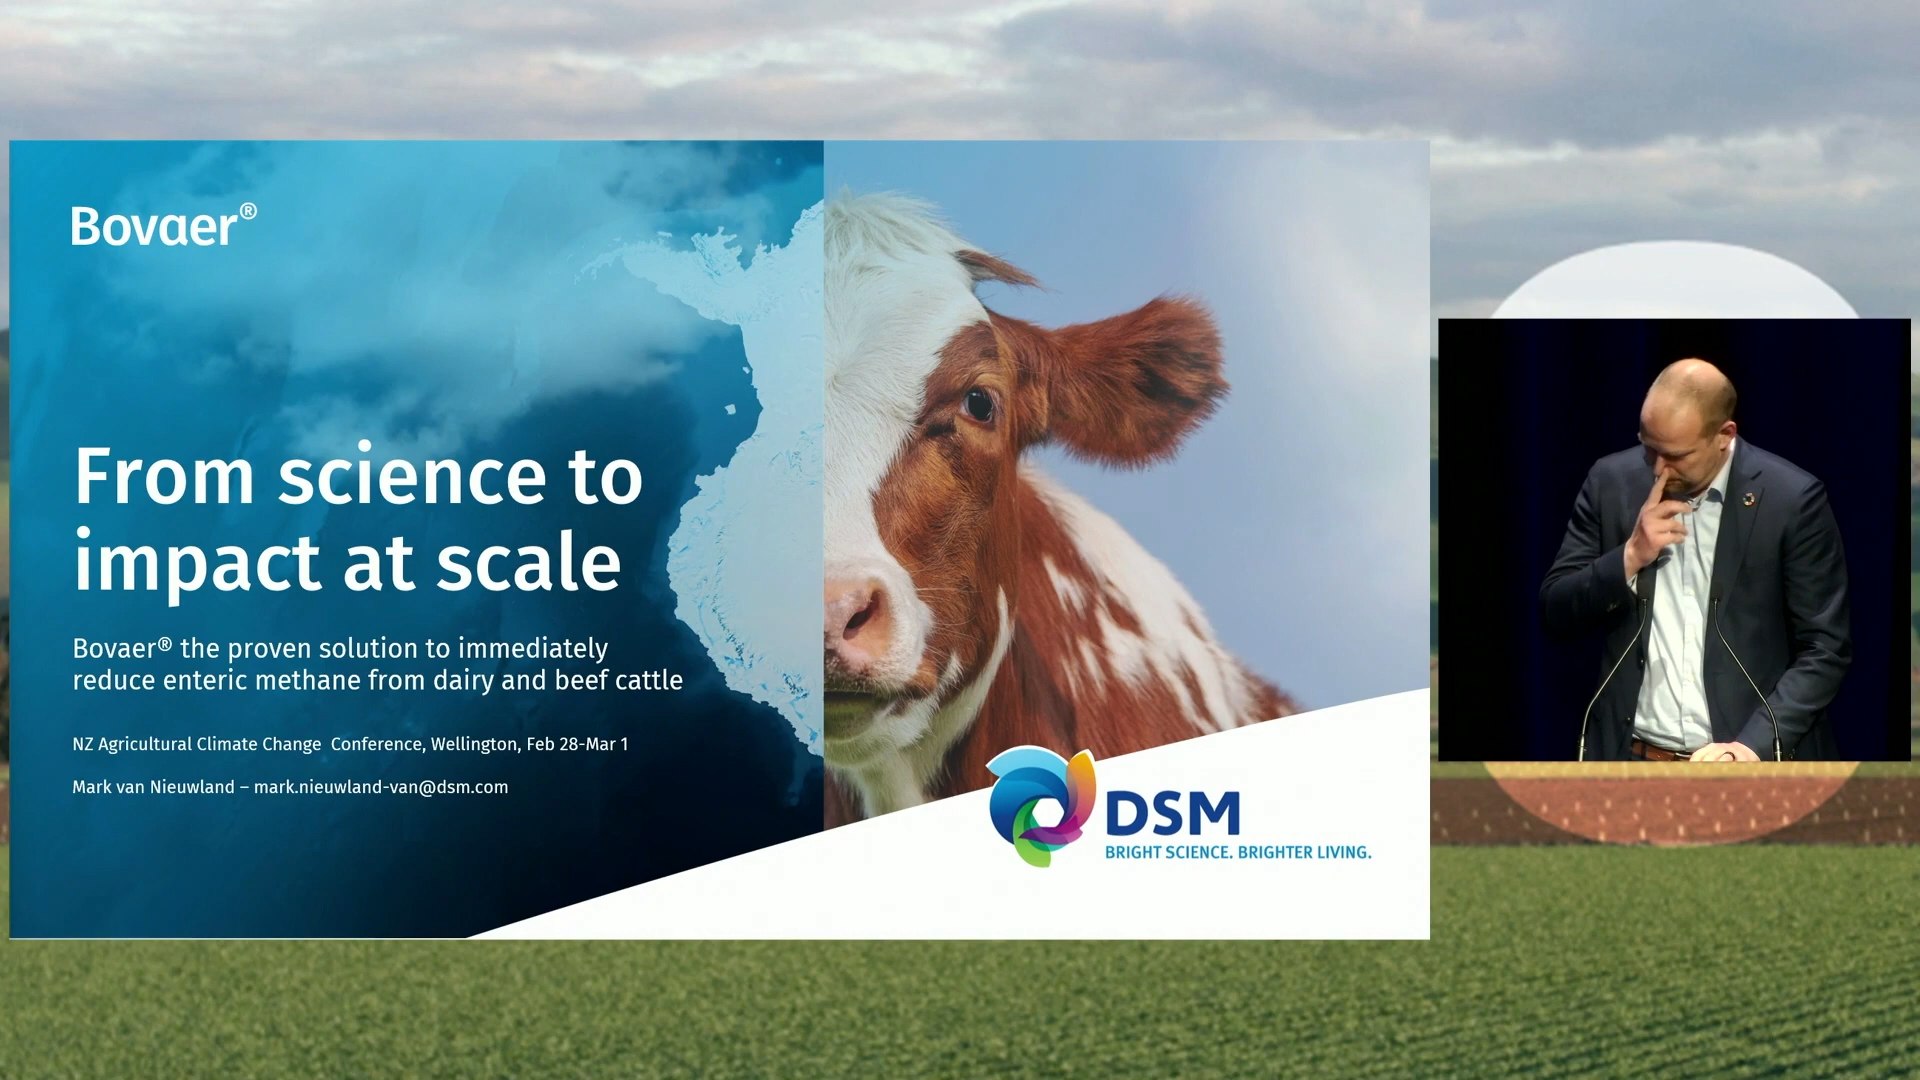 Bovaer®
From science to
impact at scale
Bovaer® the proven solution to immediately
reduce enteric methane from dairy and beef cattle
NZ Agricultural Climate Change  Conference, Wellington, Feb 28-Mar 1
Mark van Nieuwland – mark.nieuwland-van@dsm.com
DSM
BRIGHT SCIENCE. BRIGHTER LIVING.